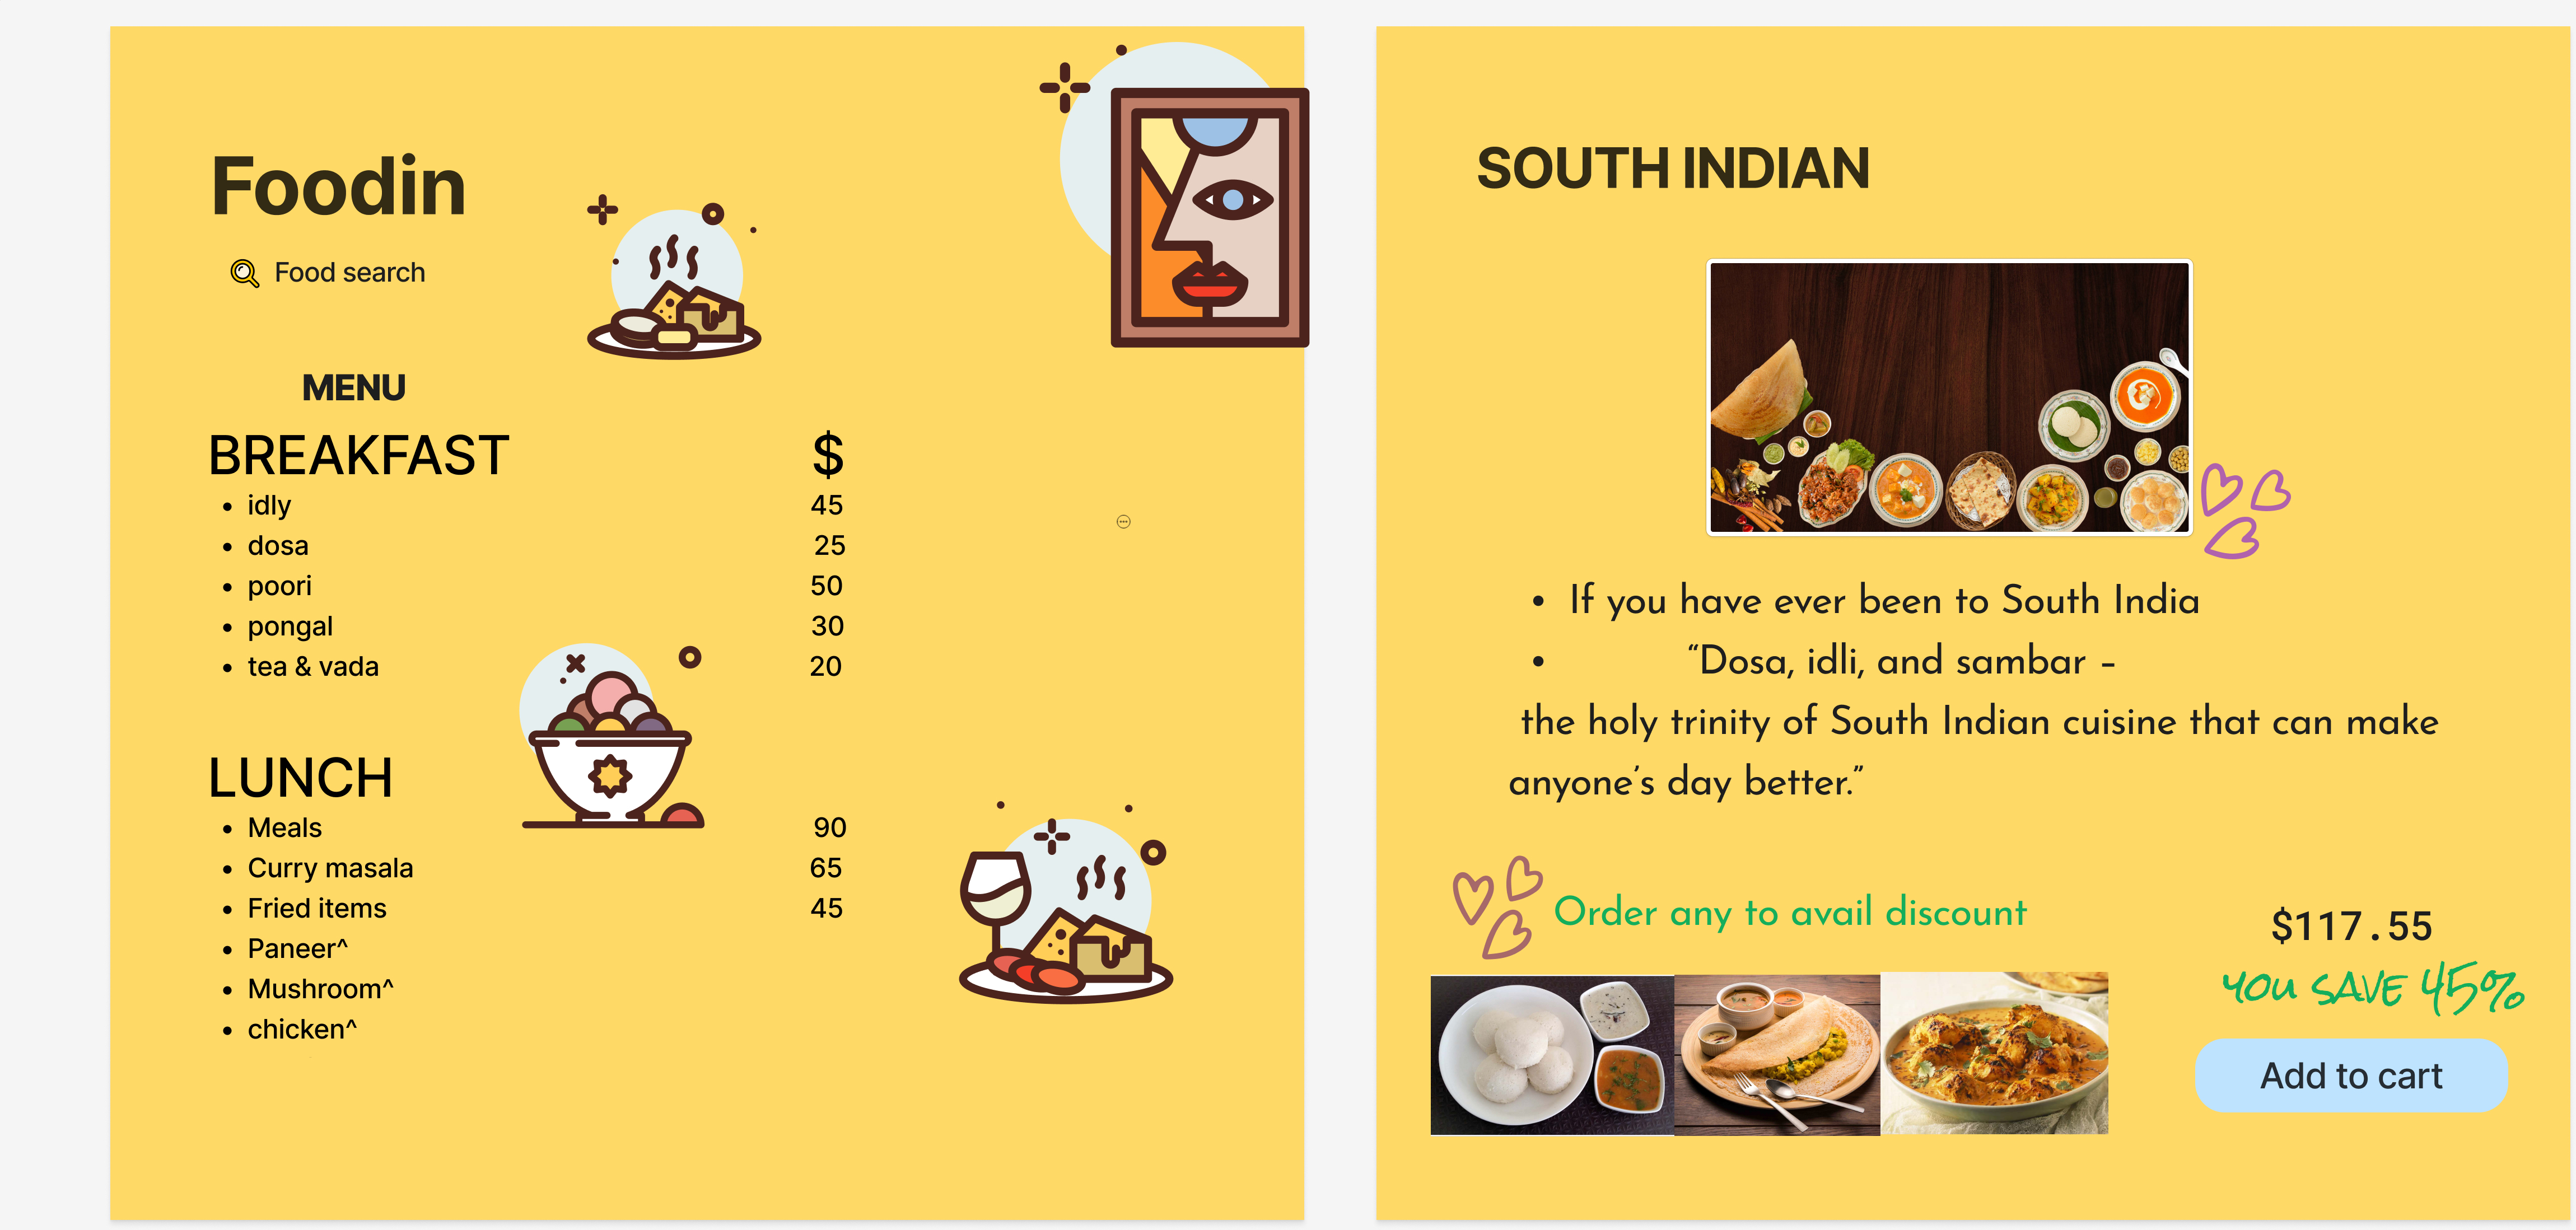 Foodin
Food search
MENU
BREAKFAST $
• idly 45
• dosa 25
• poori 50
• pongal 30
• tea & vada 20
LUNCH
• Meals 90
• Curry masala 65
• Fried items 45
• Paneer^
• Mushroom^
• chicken^
SOUTH INDIAN
• If you have ever been to South India
• “Dosa, idli, and sambar –
the holy trinity of South Indian cuisine that can make
anyone’s day better.”
Order any to avail discount
$117.55
YOU SAVE 45%
Add to cart